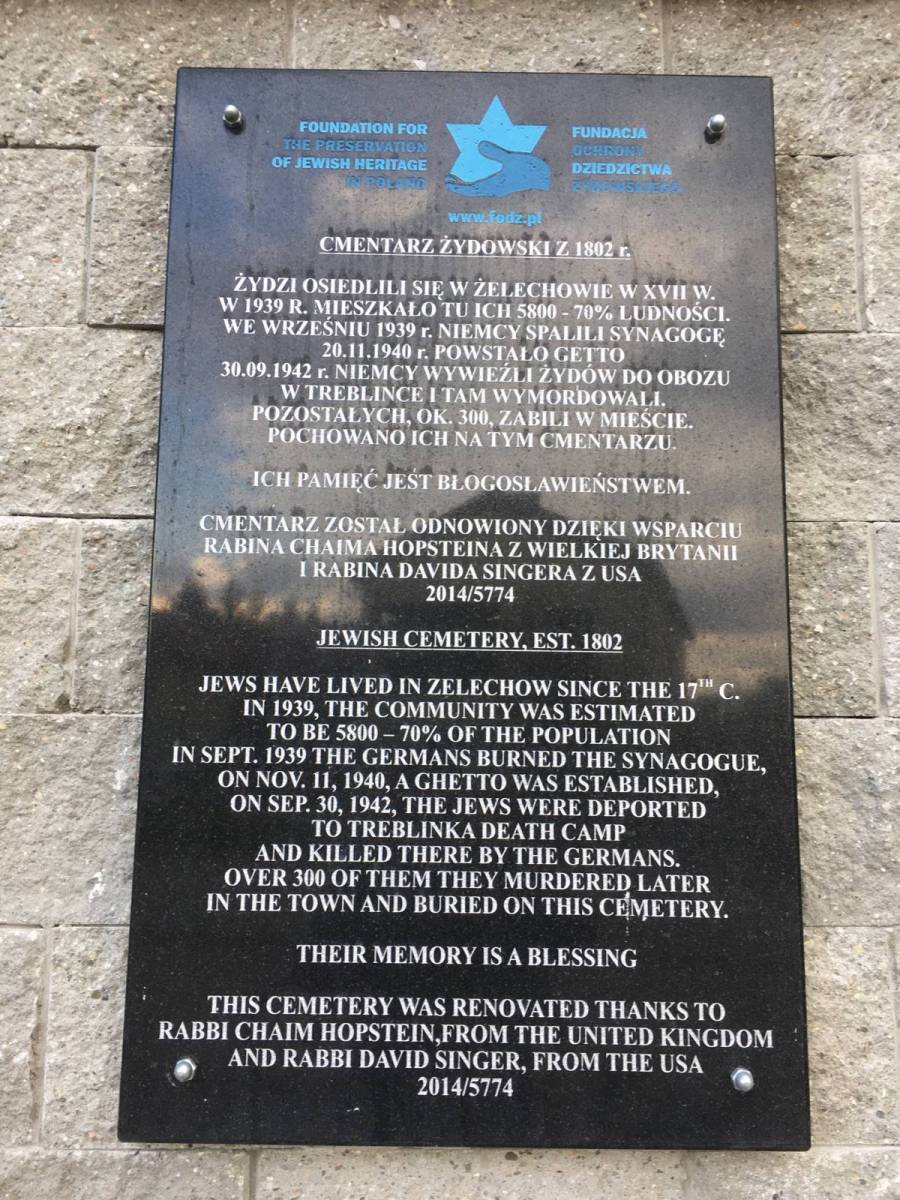 FOUNDATION FOR
THE PRESERVATION
OF JEWISH HERITAGE
IN POLAND
FUNDACJA
OCHRONY
DZIEDZICTWA
ŻYDOWSKIEGO
www.fodz.pl
CMENTARZ ŻYDOWSKI Z 1802 r.
ŻYDZI OSIEDLILI SIĘ W ŻELECHOWIE W XVII W.
W 1939 R. MIESZKAŁO TU ICH 5800 - 70% LUDNOŚCI.
WE WRZEŚNIU 1939 r. NIEMCY SPALILI SYNAGOGĘ
20.11.1940 r. POWSTAŁO GETTO
30.09.1942 r. NIEMCY WYWIEŹLI ŻYDÓW DO OBOZU
W TREBLINCE I TAM WYMORDOWALI.
POZOSTAŁYCH, OK. 300, ZABILI W MIEŚCIE.
POCHOWANO ICH NA TYM CMENTARZU.
ICH PAMIĘĆ JEST BŁOGOSŁAWIEŃSTWEM.
CMENTARZ ZOSTAŁ ODNOWIONY DZIĘKI WSPARCIU
RABINA CHAIMA HOPSTEINA Z WIELKIEJ BRYTANII
I RABINA DAVIDA SINGERA Z USA
2014/5774
JEWISH CEMETERY, EST. 1802
JEWS HAVE LIVED IN ZELECHOW SINCE THE 17TH C.
IN 1939, THE COMMUNITY WAS ESTIMATED
TO BE 5800 – 70% OF THE POPULATION
IN SEPT. 1939 THE GERMANS BURNED THE SYNAGOGUE,
ON NOV. 11, 1940, A GHETTO WAS ESTABLISHED,
ON SEP. 30, 1942, THE JEWS WERE DEPORTED
TO TREBLINKA DEATH CAMP
AND KILLED THERE BY THE GERMANS.
OVER 300 OF THEM THEY MURDERED LATER
IN THE TOWN AND BURIED ON THIS CEMETERY.
THEIR MEMORY IS A BLESSING
THIS CEMETERY WAS RENOVATED THANKS TO
RABBI CHAIM HOPSTEIN,FROM THE UNITED KINGDOM
AND RABBI DAVID SINGER, FROM THE USA
2014/5774